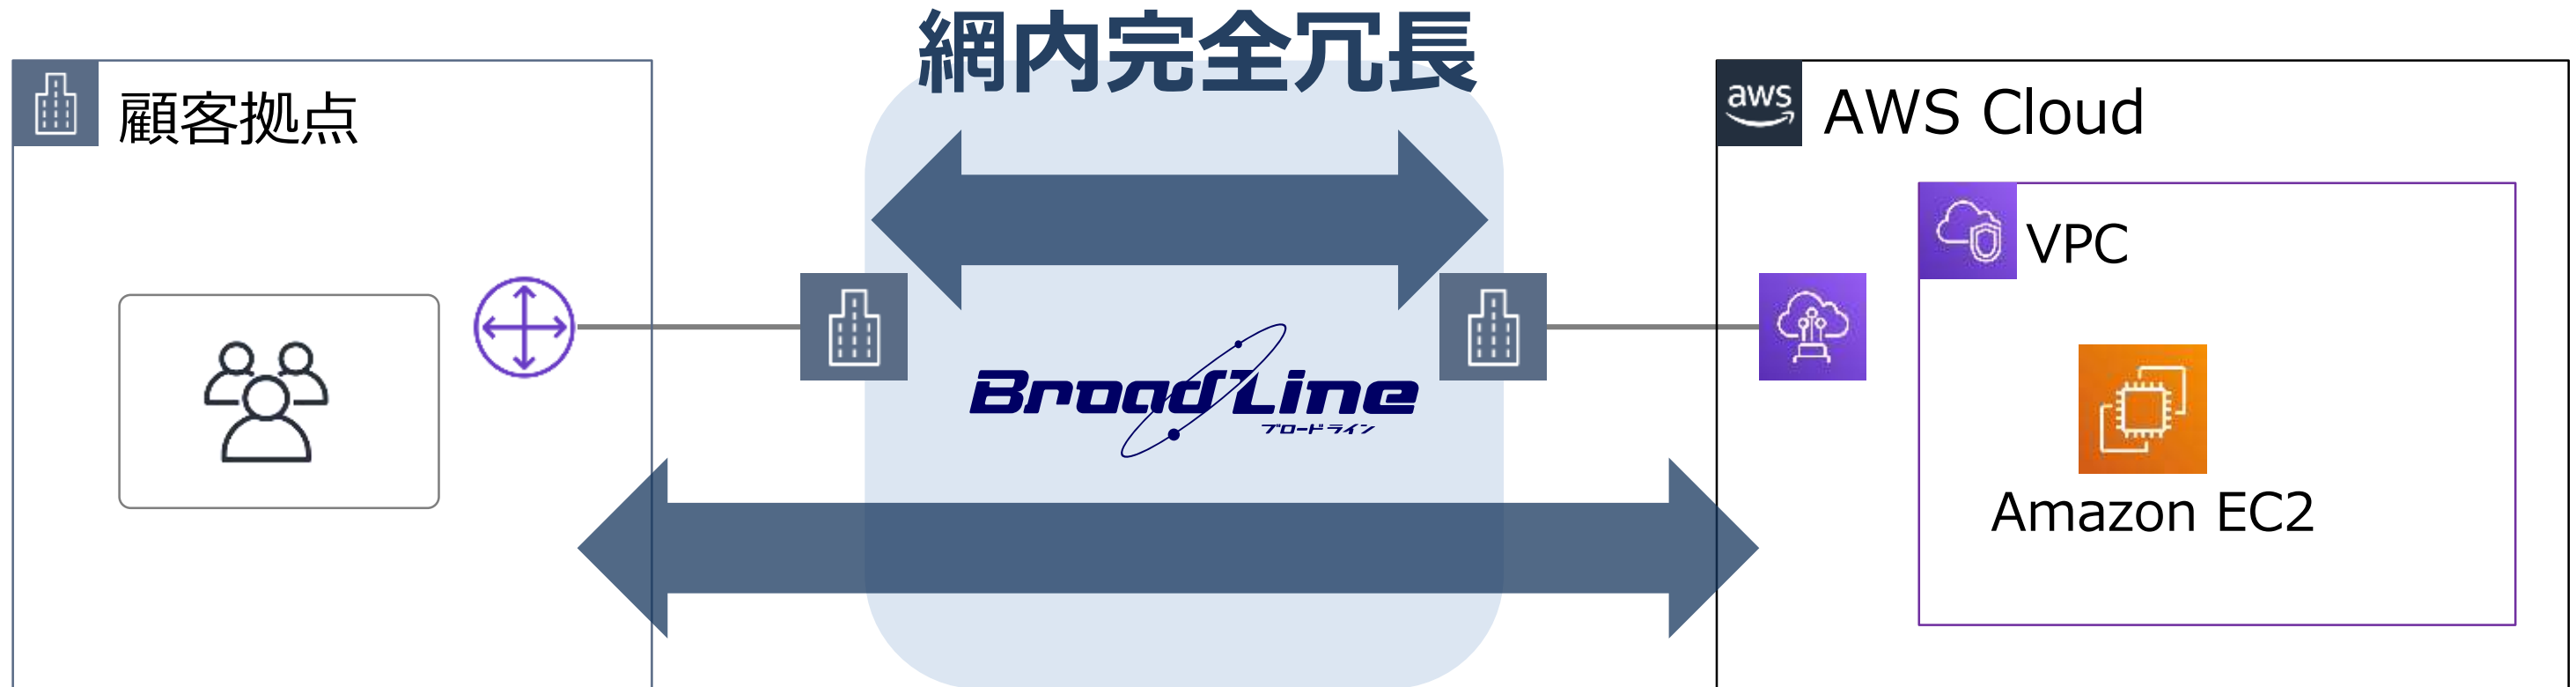 網内完全冗長
顧客拠点
aws
AWS Cloud
VPC
BroadLine
ブロードライン
Amazon EC2